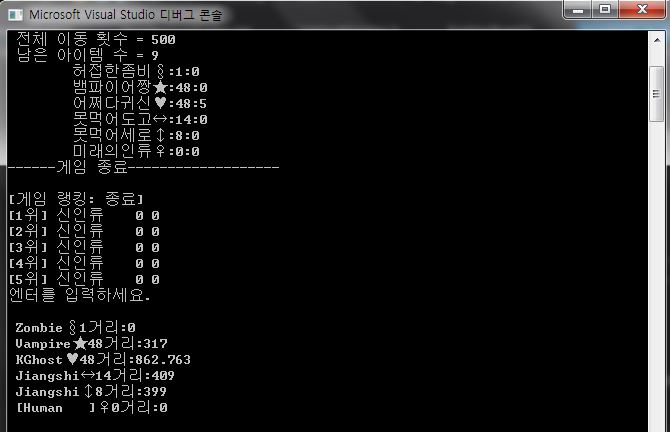 Microsoft Visual Studio 디버그 콘솔
전체 이동 횟수 = 500
남은 아이템 수 = 9
허접한좀비§:1:0
뱀파이어짱★:48:0
어쩌다귀신♥:48:5
못먹어도고↔:14:0
못먹어세로↕:8:0
미래의인류♀:0:0
------게임 종료-------------------
[게임 랭킹: 종료]
[1위] 신인류 0 0
[2위] 신인류 0 0
[3위] 신인류 0 0
[4위] 신인류 0 0
[5위] 신인류 0 0
엔터를 입력하세요.
Zombie§1거리:0
Vampire★48거리:317
KGhost♥48거리:862.763
Jiangshi↔14거리:409
Jiangshi↕8거리:399
[Human ]♀0거리:0